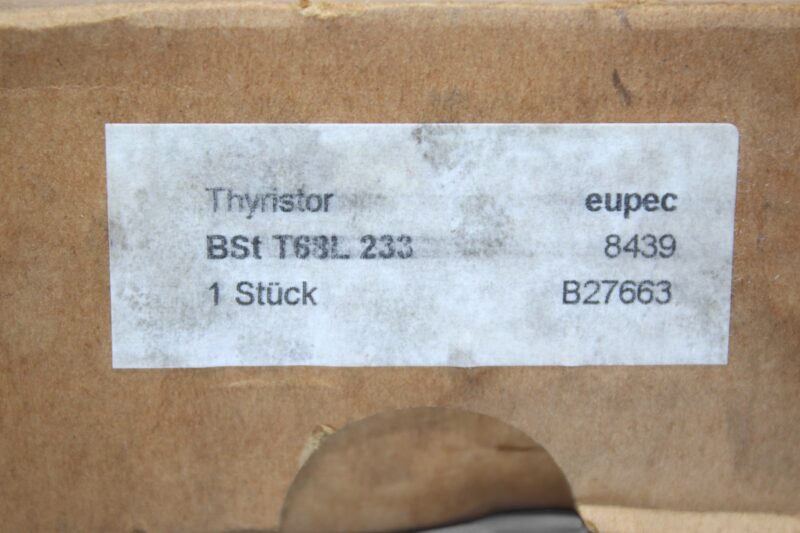 Thyristor eupec
BSt T68L 233 8439
1 Stück B27663